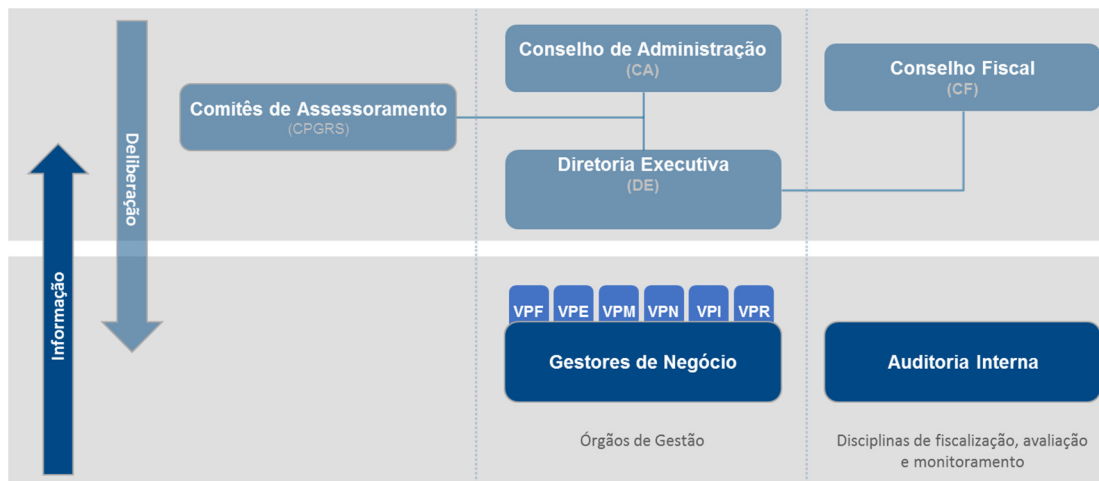 Conselho de Administração
(CA)
Conselho Fiscal
(CF)
Comitês de Assessoramento
(CPGRS)
Diretoria Executiva
(DE)
Deliberação
Informação
VPF VPE VPM VPN VPI VPR
Gestores de Negócio
Auditoria Interna
Órgãos de Gestão
Disciplinas de fiscalização, avaliação
e monitoramento